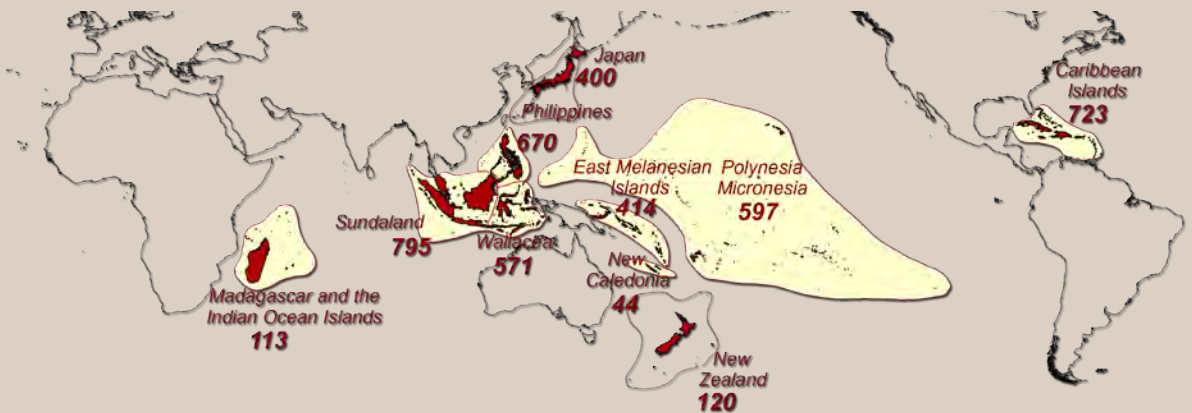 Japan
400
Philippines
670
Caribbean
Islands
723
East Melanesian
Islands
414
Polynesia
Micronesia
597
Sundaland
795
Wallacea
571
New
Caledonia
44
Madagascar and the
Indian Ocean Islands
113
New
Zealand
120